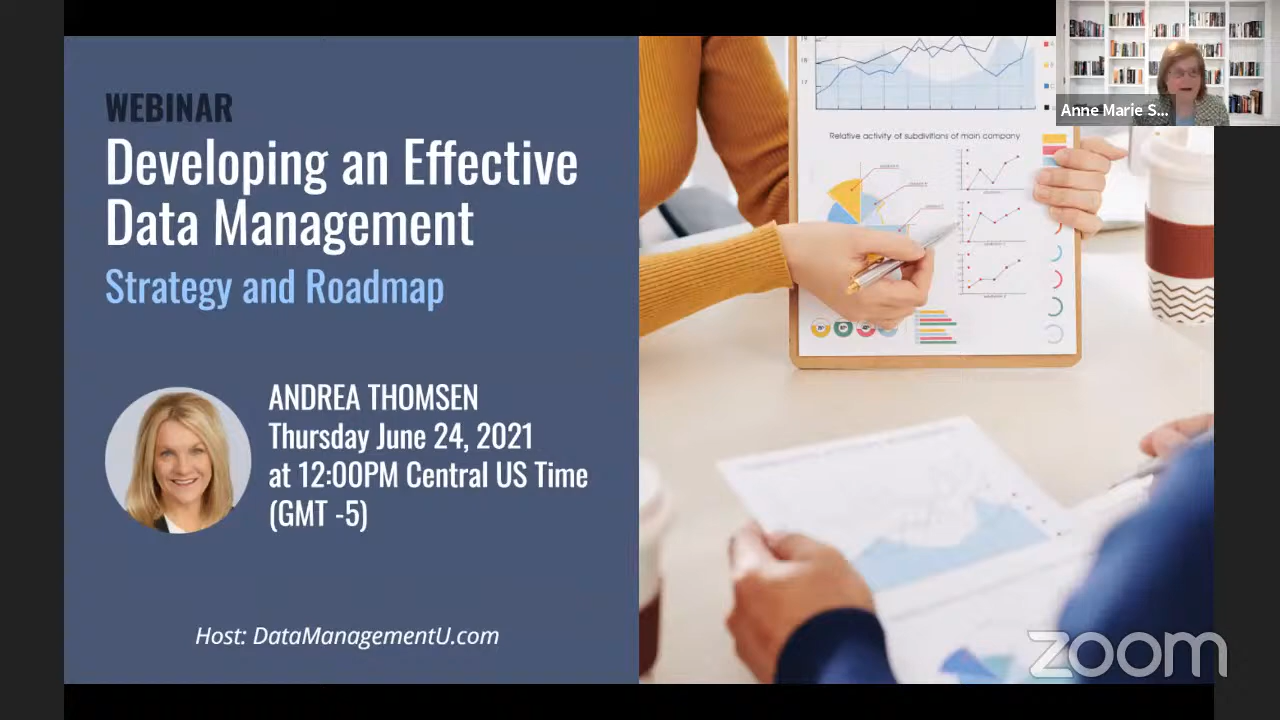 WEBINAR
Developing an Effective
Data Management
Strategy and Roadmap
ANDREA THOMSEN
Thursday June 24, 2021
at 12:00PM Central US Time
(GMT -5)
Host: DataManagementU.com
Relative activity of subdivitions of main company
Anne Marie S...
zoom